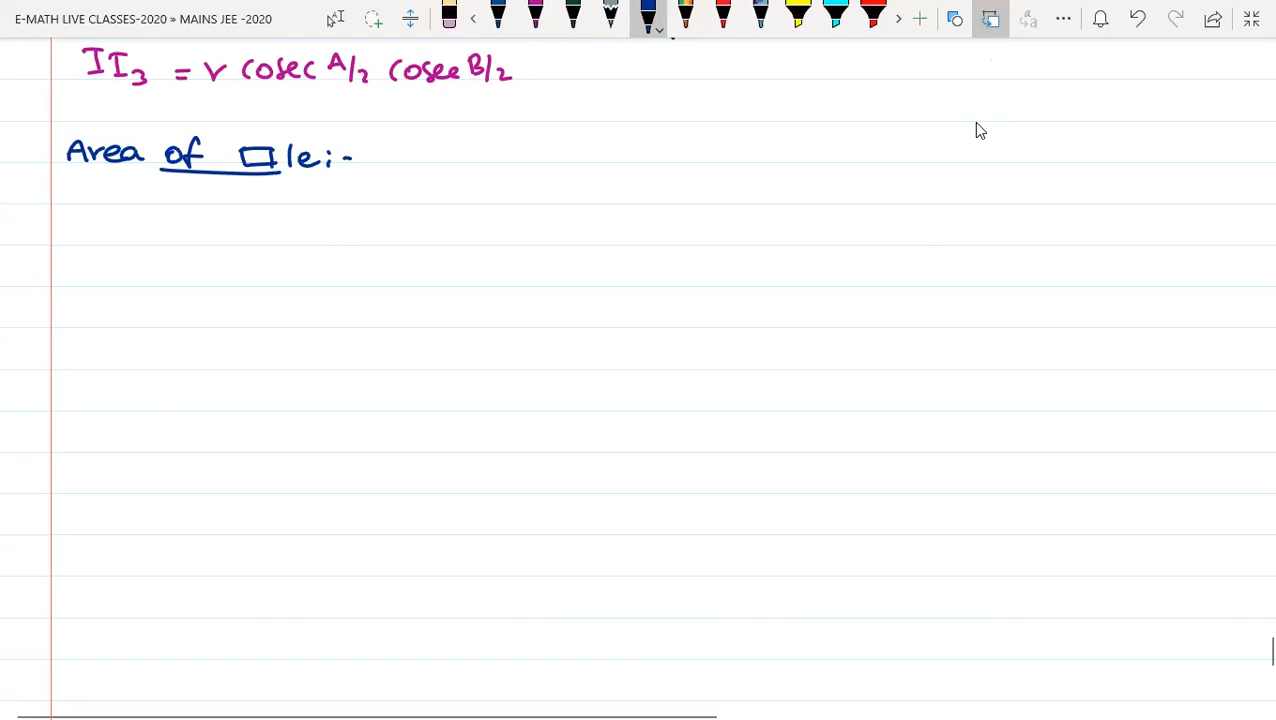 E-MATH LIVE CLASSES-2020 » MAINS JEE -2020
II₃ = r cosec A/2 cosec B/2
Area of ▭le:-